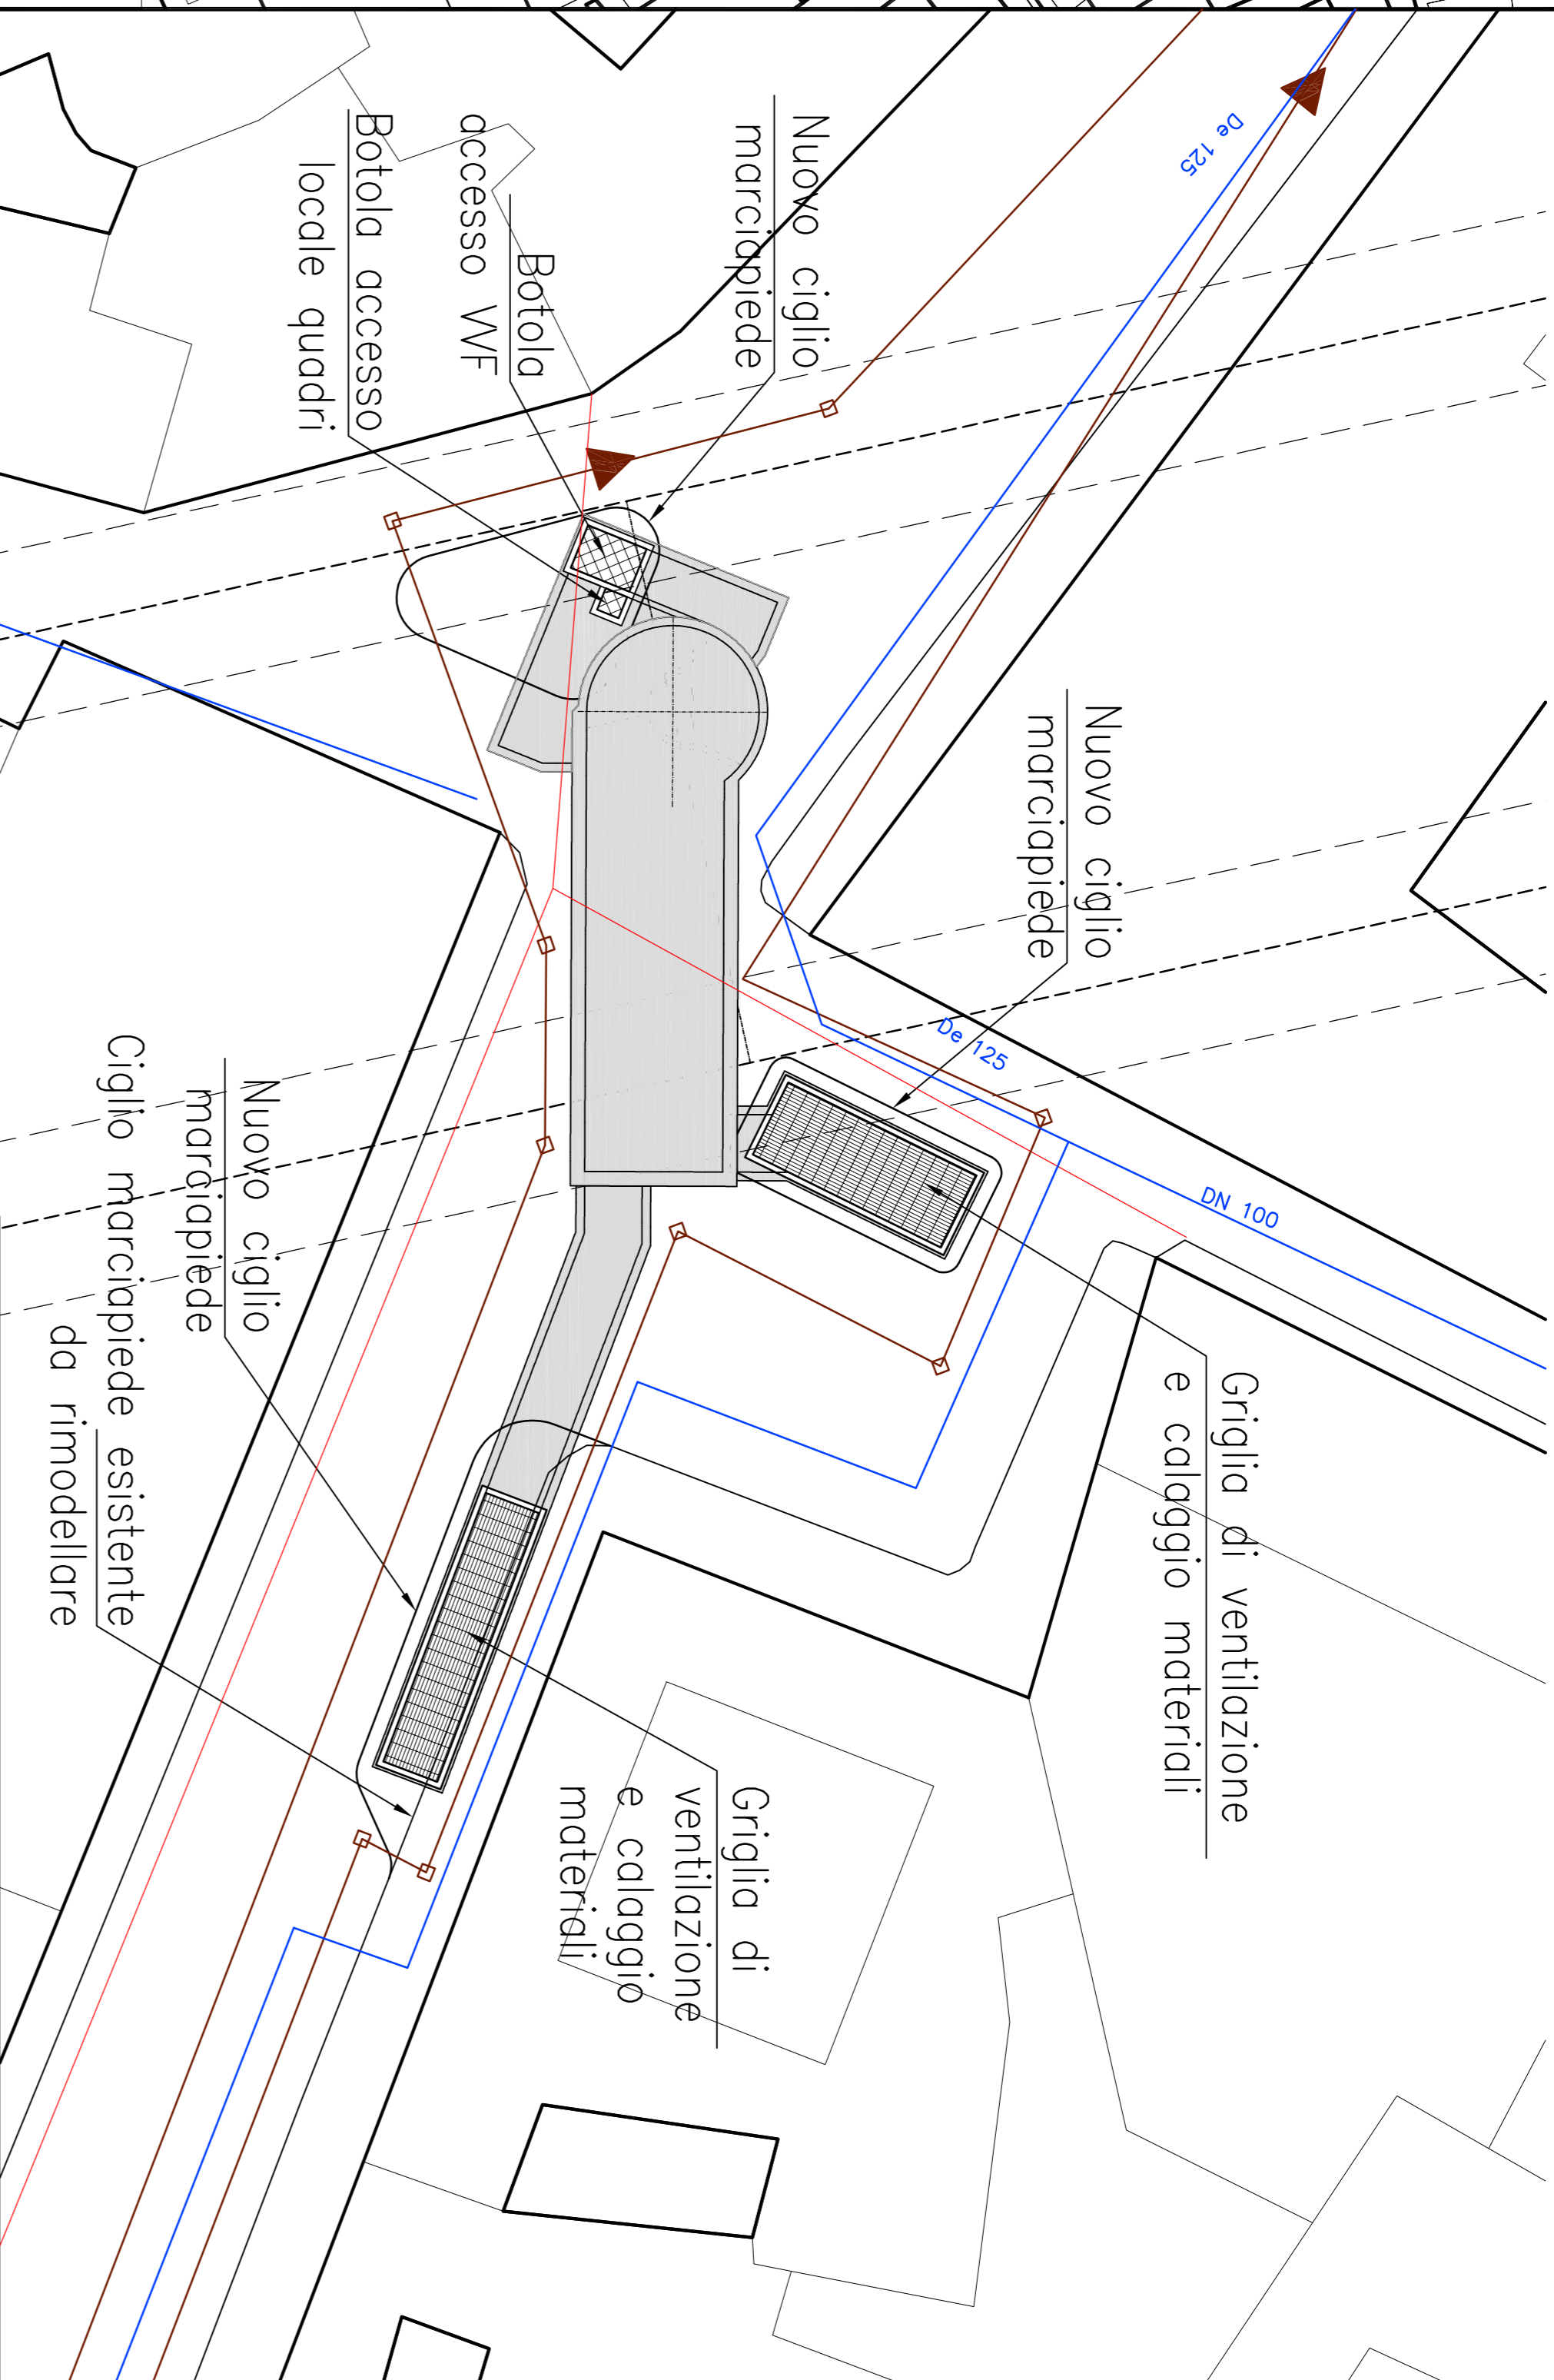 De 125
Nuovo ciglio
marciapiede
Botola
accesso WF
Botola accesso
locale quadri
Nuovo ciglio
marciapiede
De 125
DN 100
Griglia di ventilazione
e calaggio materiali
Griglia di
ventilazione
e calaggio
materiali
Nuovo ciglio
marciapiede
Ciglio marciapiede esistente
da rimodellare